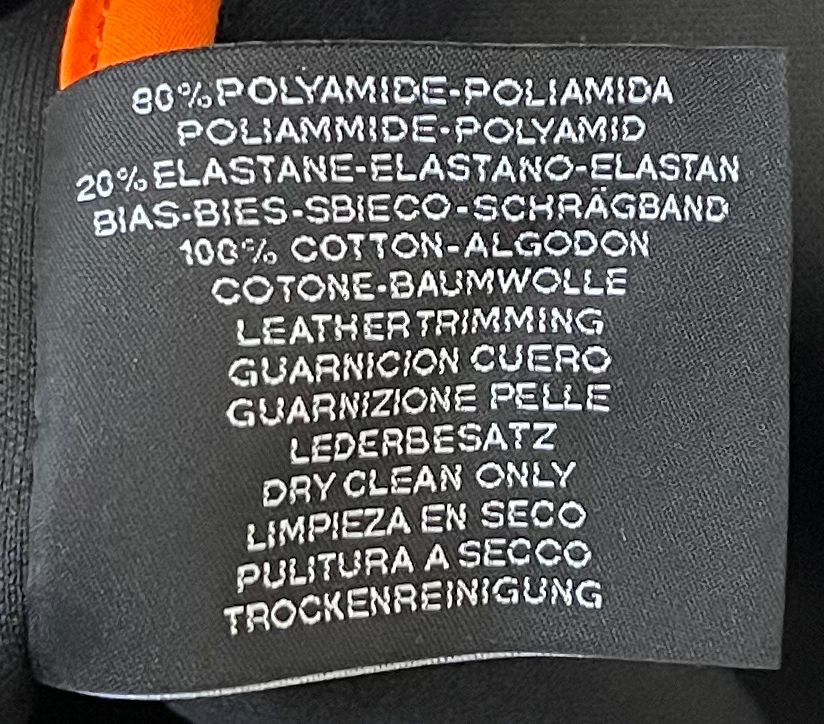 80% POLYAMIDE-POLIAMIDA
POLIAMMIDE-POLYAMID
20% ELASTANE-ELASTANO-ELASTAN
BIAS-BIES-SBIECO-SCHRÄGBAND
100% COTTON-ALGODON
COTONE-BAUMWOLLE
LEATHER TRIMMING
GUARNICION CUERO
GUARNIZIONE PELLE
LEDERBESATZ
DRY CLEAN ONLY
LIMPIEZA EN SECO
PULITURA A SECCO
TROCKENREINIGUNG